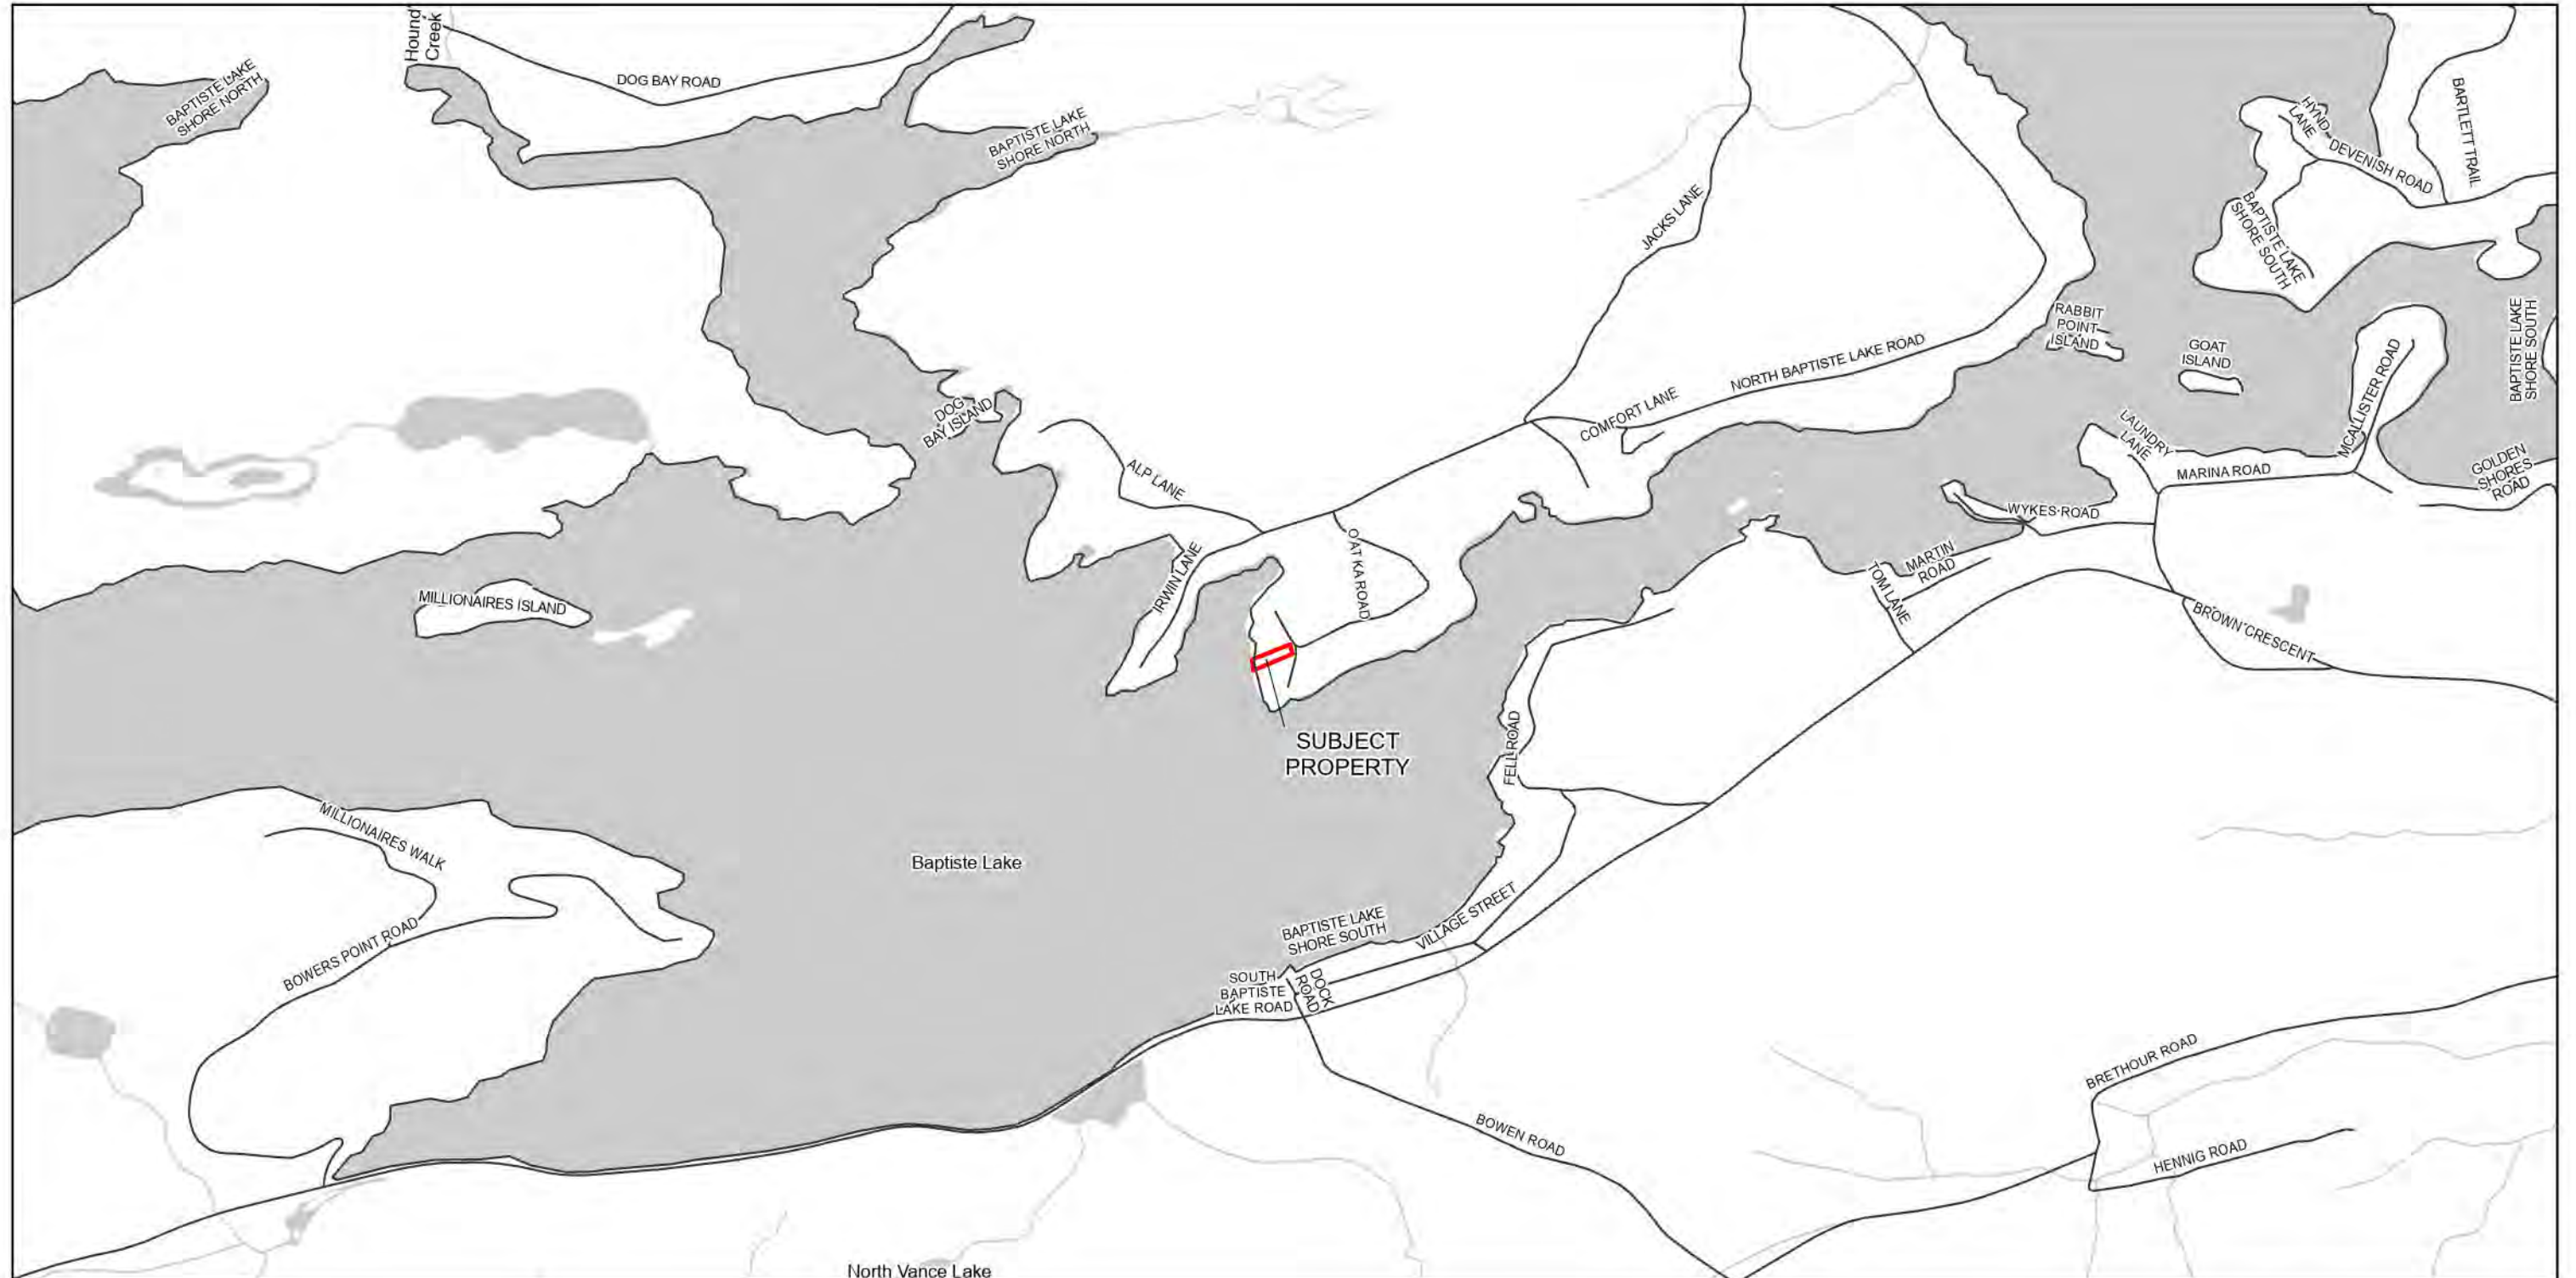 Hound
Creek
DOG BAY ROAD
BAPTISTE LAKE
SHORE NORTH
BAPTISTE LAKE
SHORE NORTH
HYND
LANE
DEVENISH ROAD
BARTLETT TRAIL
JACKS LANE
BAPTISTE LAKE
SHORE SOUTH
RABBIT
POINT
ISLAND
GOAT
ISLAND
BAPTISTE LAKE
SHORE SOUTH
NORTH BAPTISTE LAKE ROAD
MCALLISTER ROAD
DOG
BAY ISLAND
COMFORT LANE
LAUNDRY
LANE
ALP LANE
MARINA ROAD
GOLDEN
SHORES
ROAD
WYKES ROAD
O'AT KA ROAD
IRWIN LANE
MARTIN
ROAD
TOM LANE
MILLIONAIRES ISLAND
BROWN CRESCENT
SUBJECT
PROPERTY
FELL ROAD
MILLIONAIRES WALK
Baptiste Lake
BOWERS POINT ROAD
BAPTISTE LAKE
SHORE SOUTH
VILLAGE STREET
SOUTH
BAPTISTE
LAKE ROAD
DOCK
ROAD
BRETHOUR ROAD
BOWEN ROAD
HENNIG ROAD
North Vance Lake